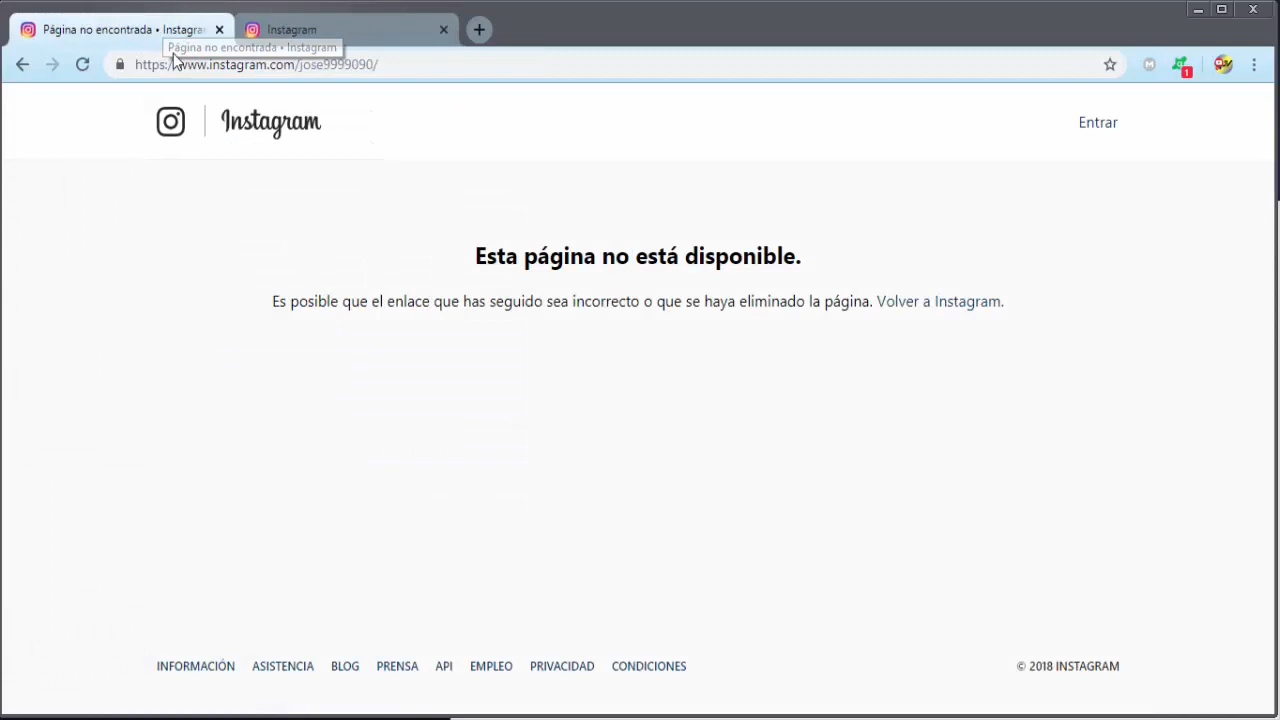 Página no encontrada • Instagra
Instagram
Página no encontrada • Instagram
www.instagram.com/jose9999090/
1
Instagram
Entrar
Esta página no está disponible.
Es posible que el enlace que has seguido sea incorrecto o que se haya eliminado la página. Volver a Instagram.
INFORMACIÓN ASISTENCIA BLOG PRENSA API EMPLEO PRIVACIDAD CONDICIONES
© 2018 INSTAGRAM